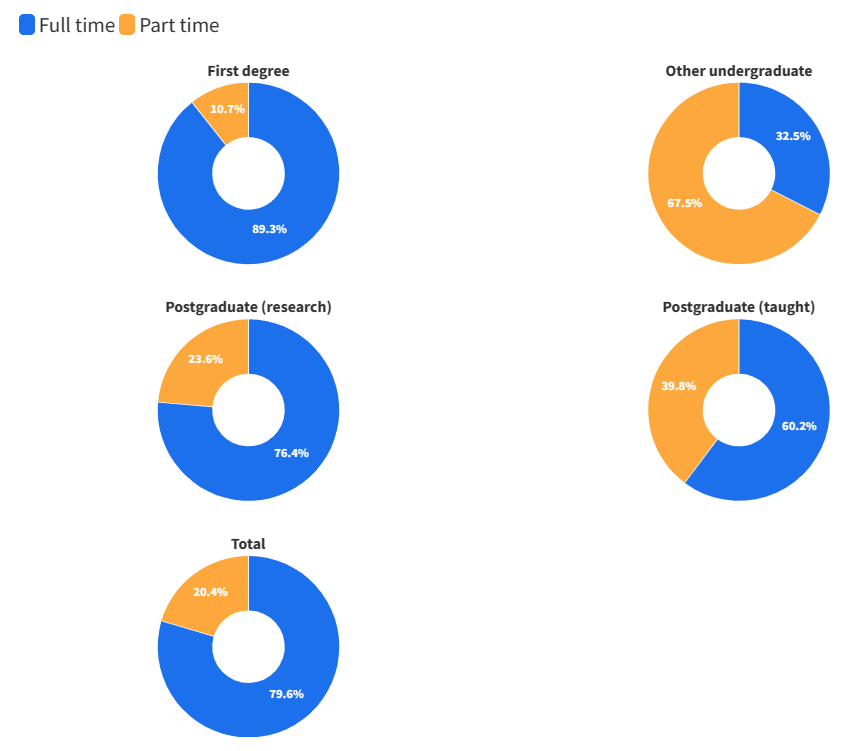 Full time Part time
First degree
10.7%
89.3%
Other undergraduate
32.5%
67.5%
Postgraduate (research)
23.6%
76.4%
Postgraduate (taught)
39.8%
60.2%
Total
20.4%
79.6%